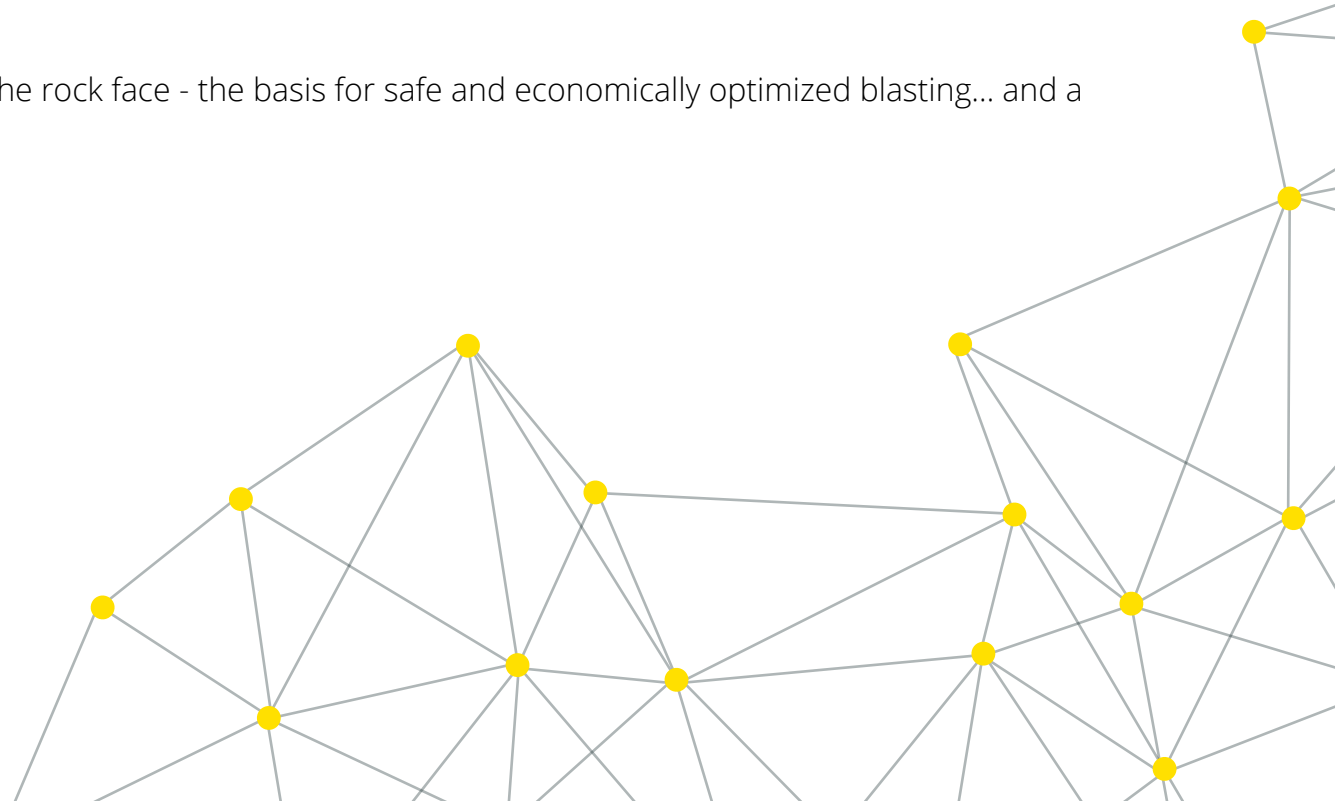 he rock face - the basis for safe and economically optimized blasting... and a